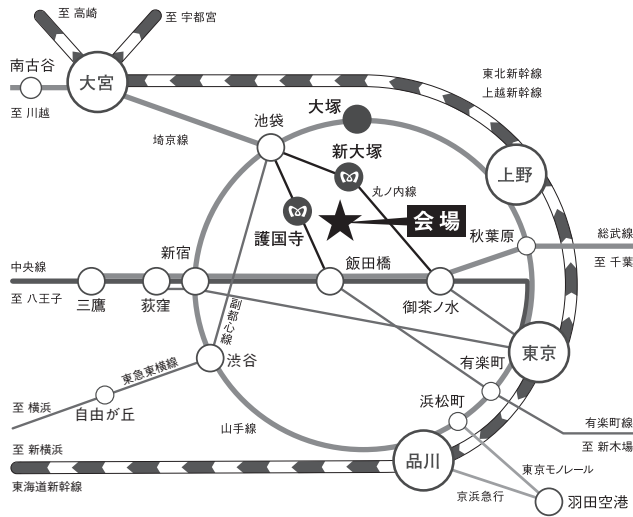 至 高崎
至 宇都宮
南古谷
大宮
至 川越
東北新幹線
上越新幹線
埼京線
池袋
大塚
新大塚
丸ノ内線
上野
護国寺
会場
秋葉原
総武線
至 千葉
新宿
飯田橋
中央線
至 八王子
三鷹
荻窪
御茶ノ水
副都心線
東京
渋谷
有楽町
東急東横線
浜松町
至 横浜
自由が丘
山手線
有楽町線
至 新木場
至 新横浜
品川
東海道新幹線
東京モノレール
京浜急行
羽田空港